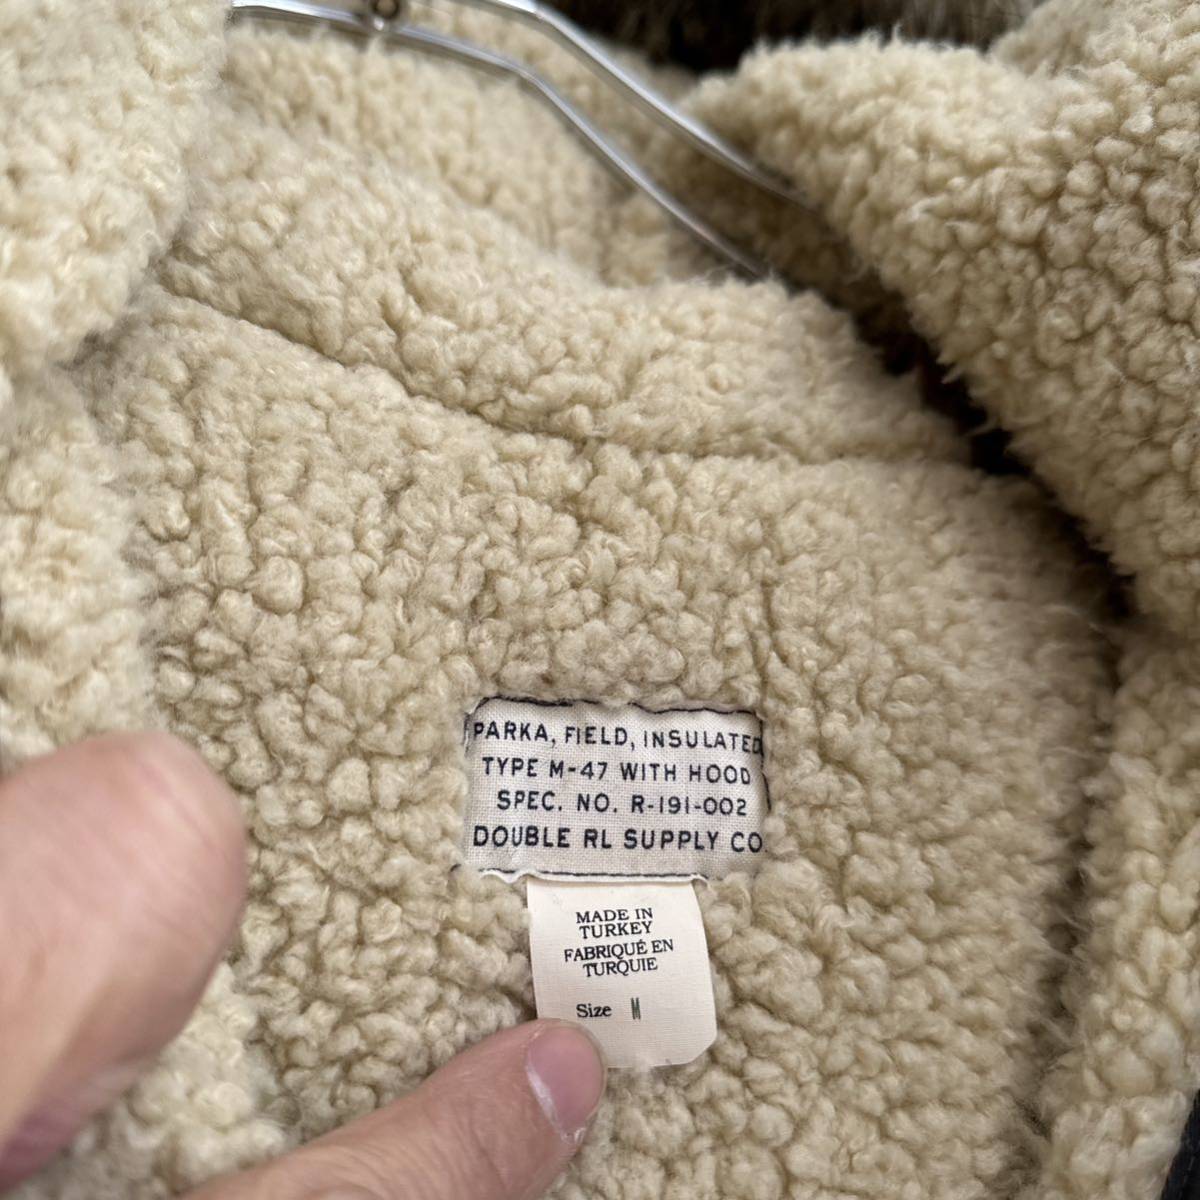 PARKA, FIELD, INSULATED
TYPE M-47 WITH HOOD
SPEC. NO. R-191-002
DOUBLE RL SUPPLY CO.
MADE IN
TURKEY
FABRIQUÉ EN
TURQUIE
Size M